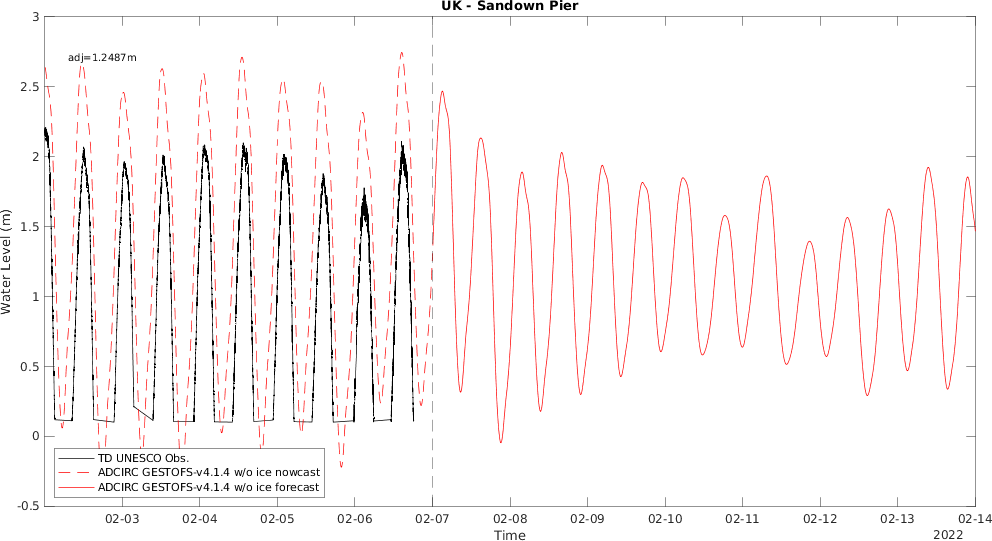 UK - Sandown Pier
adj=1.2487m
3
2.5
2
1.5
1
0.5
0
-0.5
Water Level (m)
TD UNESCO Obs.
ADCIRC GESTOFS-v4.1.4 w/o ice nowcast
ADCIRC GESTOFS-v4.1.4 w/o ice forecast
02-03 02-04 02-05 02-06 02-07 02-08 02-09 02-10 02-11 02-12 02-13 02-14
Time
2022